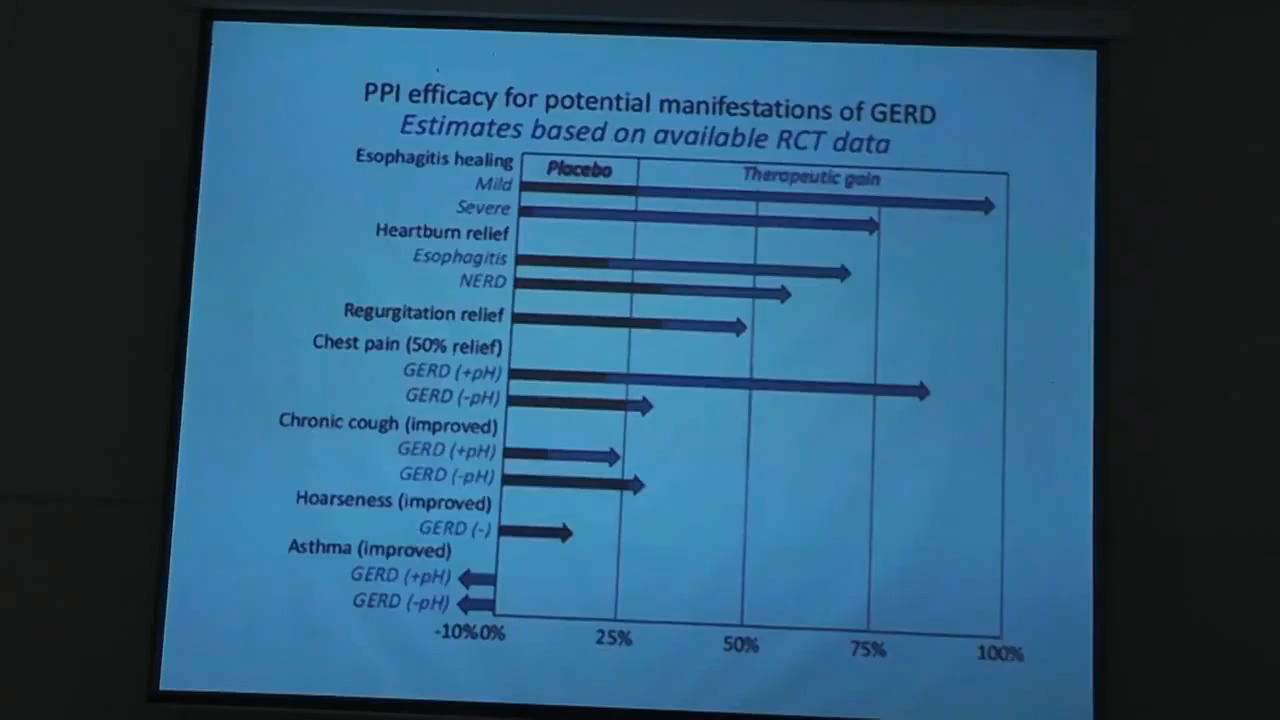 PPI efficacy for potential manifestations of GERD
Estimates based on available RCT data
Esophagitis healing
Placebo
Therapeutic gain
Mild
Severe
Heartburn relief
Esophagitis
NERD
Regurgitation relief
Chest pain (50% relief)
GERD (+pH)
GERD (-pH)
Chronic cough (improved)
GERD (+pH)
GERD (-pH)
Hoarseness (improved)
GERD (-)
Asthma (improved)
GERD (+pH)
GERD (-pH)
-10% 0% 25% 50% 75% 100%